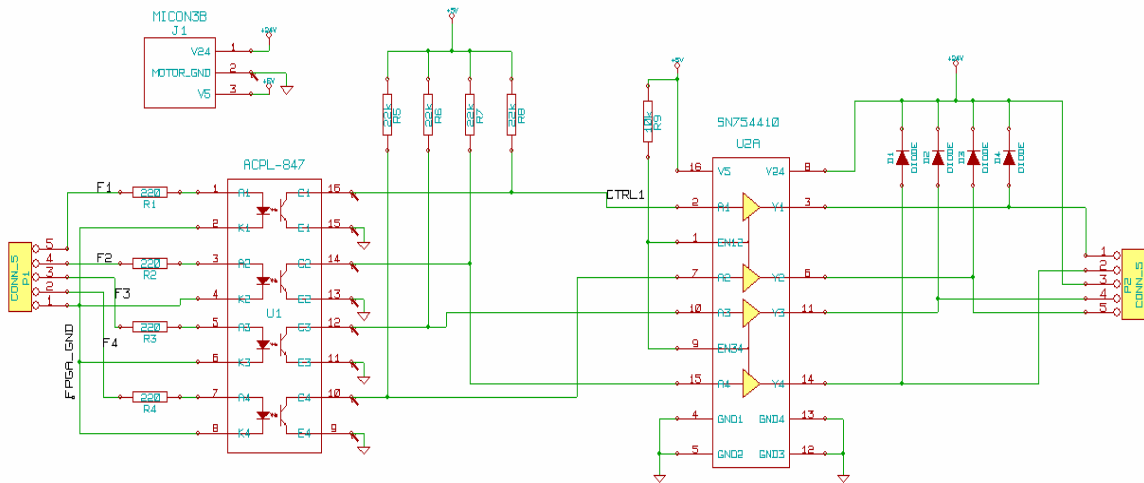 MICON3B
J1
V24 1 +24V
MOTOR_GND 2
V5 3 +5V
+5V
22k R5
22k R6
22k R7
22k R8
ACPL-847
U1
F1
220
R1
F2
220
R2
F3
220
R3
F4
220
R4
FPGA_GND
CONN_5
P1
5
4
3
2
1
1 A1 C1 16
2 K1 E1 15
3 A2 C2 14
4 K2 E2 13
5 A3 C3 12
6 K3 E3 11
7 A4 C4 10
8 K4 E4 9
CTRL1
+5V
10k R9
SN754410
U2A
16 V5 V24 8
2 A1 Y1 3
1 EN12
7 A2 Y2 6
10 A3 Y3 11
9 EN34
15 A4 Y4 14
4 GND1 GND4 13
5 GND2 GND3 12
+24V
D1 DIODE
D2 DIODE
D3 DIODE
D4 DIODE
1
2
3
4
5
P2
CONN_5